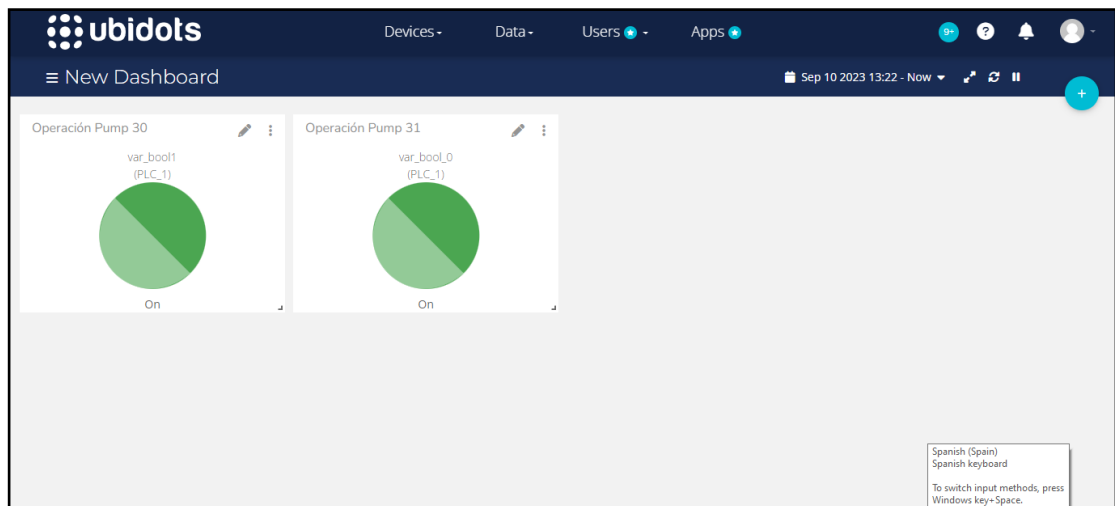 ubidots
Devices
Data
Users
Apps
9+
?
New Dashboard
Sep 10 2023 13:22 - Now
+
Operación Pump 30
var_bool1
(PLC_1)
On
Operación Pump 31
var_bool_0
(PLC_1)
On
Spanish (Spain)
Spanish keyboard
To switch input methods, press
Windows key+Space.